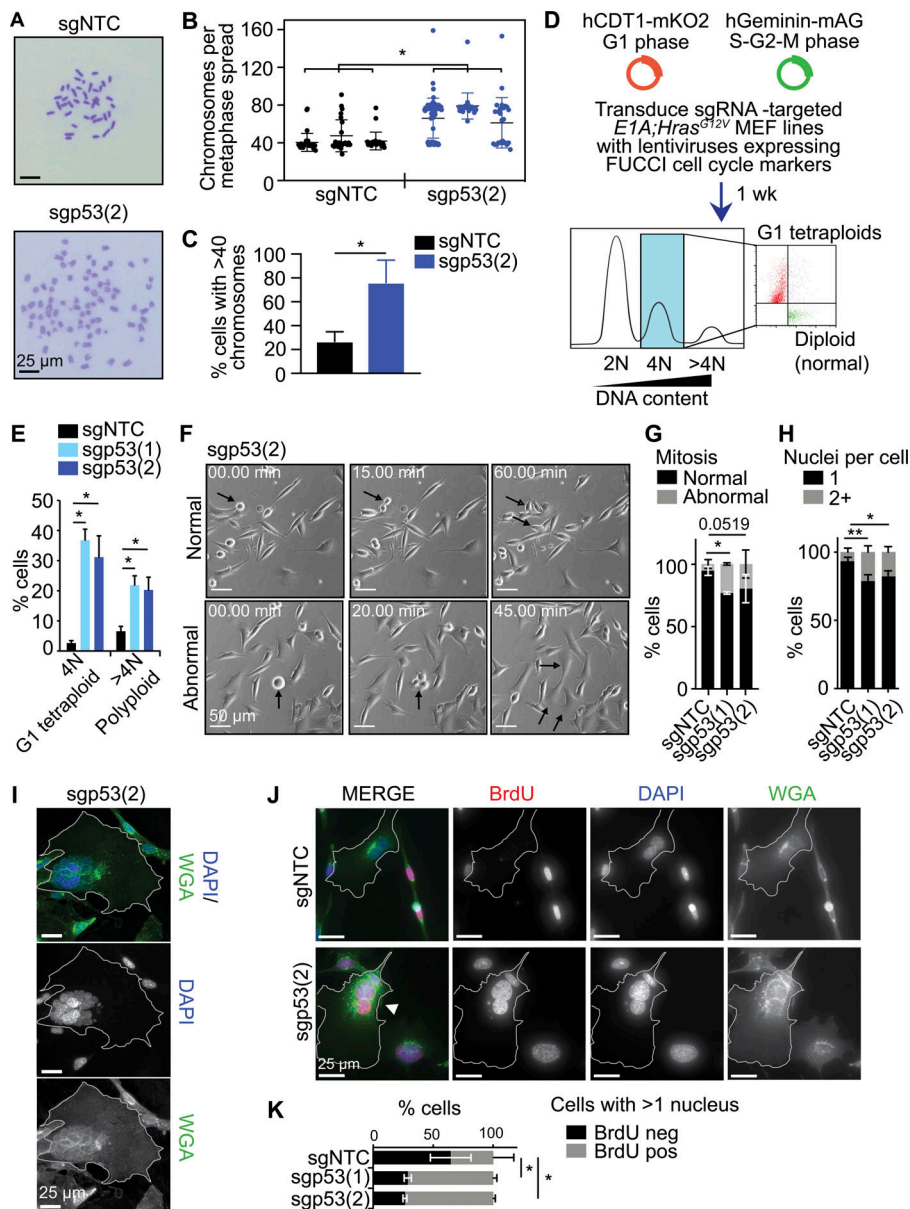 A
sgNTC
sgp53(2)
25 µm
B
Chromosomes per
metaphase spread
160
120
80
40
0
*
sgNTC
sgp53(2)
C
% cells with >40
chromosomes
100
80
60
40
20
0
*
sgNTC
sgp53(2)
D
hCDT1-mKO2
G1 phase
hGeminin-mAG
S-G2-M phase
Transduce sgRNA -targeted
E1A;HrasG12V MEF lines
with lentiviruses expressing
FUCCI cell cycle markers
1 wk
G1 tetraploids
Diploid
(normal)
2N
4N
>4N
DNA content
E
sgNTC
sgp53(1)
sgp53(2)
% cells
50
40
30
20
10
0
*
*
*
*
4N
G1 tetraploid
>4N
Polyploid
F
sgp53(2)
Normal
00.00 min
15.00 min
60.00 min
Abnormal
00.00 min
20.00 min
45.00 min
50 µm
G
Mitosis
Normal
Abnormal
0.0519
*
% cells
100
50
0
sgNTC
sgp53(1)
sgp53(2)
H
Nuclei per cell
1
2+
*
**
% cells
100
50
0
sgNTC
sgp53(1)
sgp53(2)
I
sgp53(2)
DAPI/
WGA
DAPI
WGA
25 µm
J
MERGE
BrdU
DAPI
WGA
sgNTC
sgp53(2)
25 µm
K
% cells
0
50
100
sgNTC
sgp53(1)
sgp53(2)
*
*
Cells with >1 nucleus
BrdU neg
BrdU pos